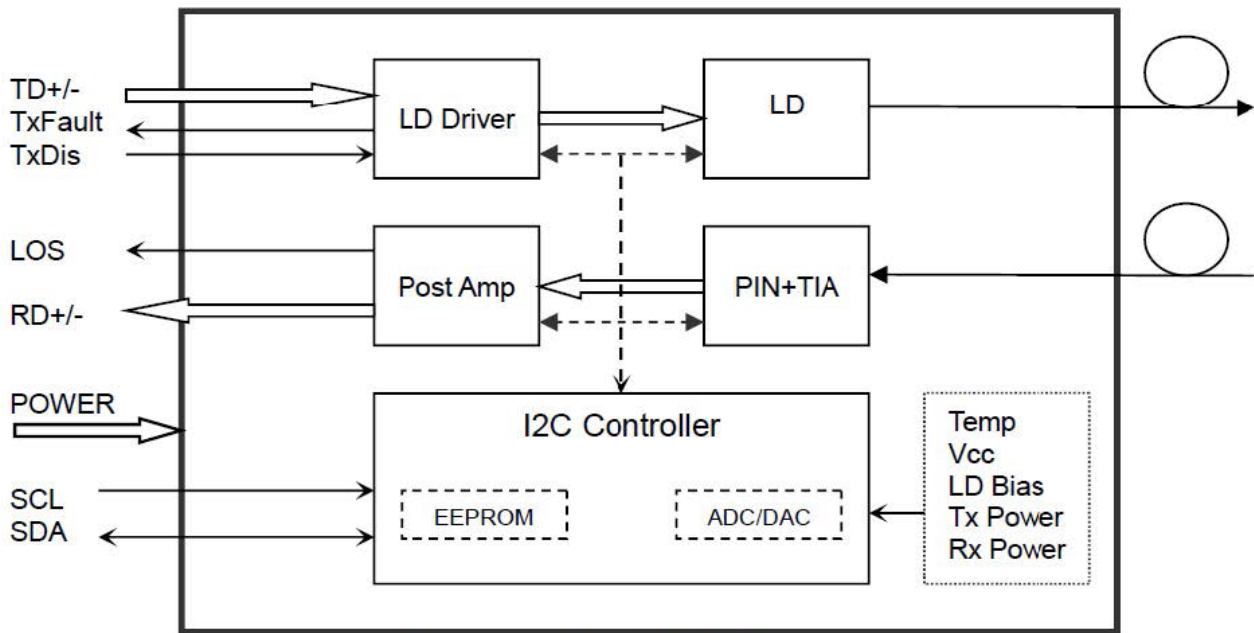 TD+/-
TxFault
TxDis
LD Driver
LD
LOS
RD+/-
Post Amp
PIN+TIA
POWER
SCL
SDA
I2C Controller
EEPROM
ADC/DAC
Temp
Vcc
LD Bias
Tx Power
Rx Power